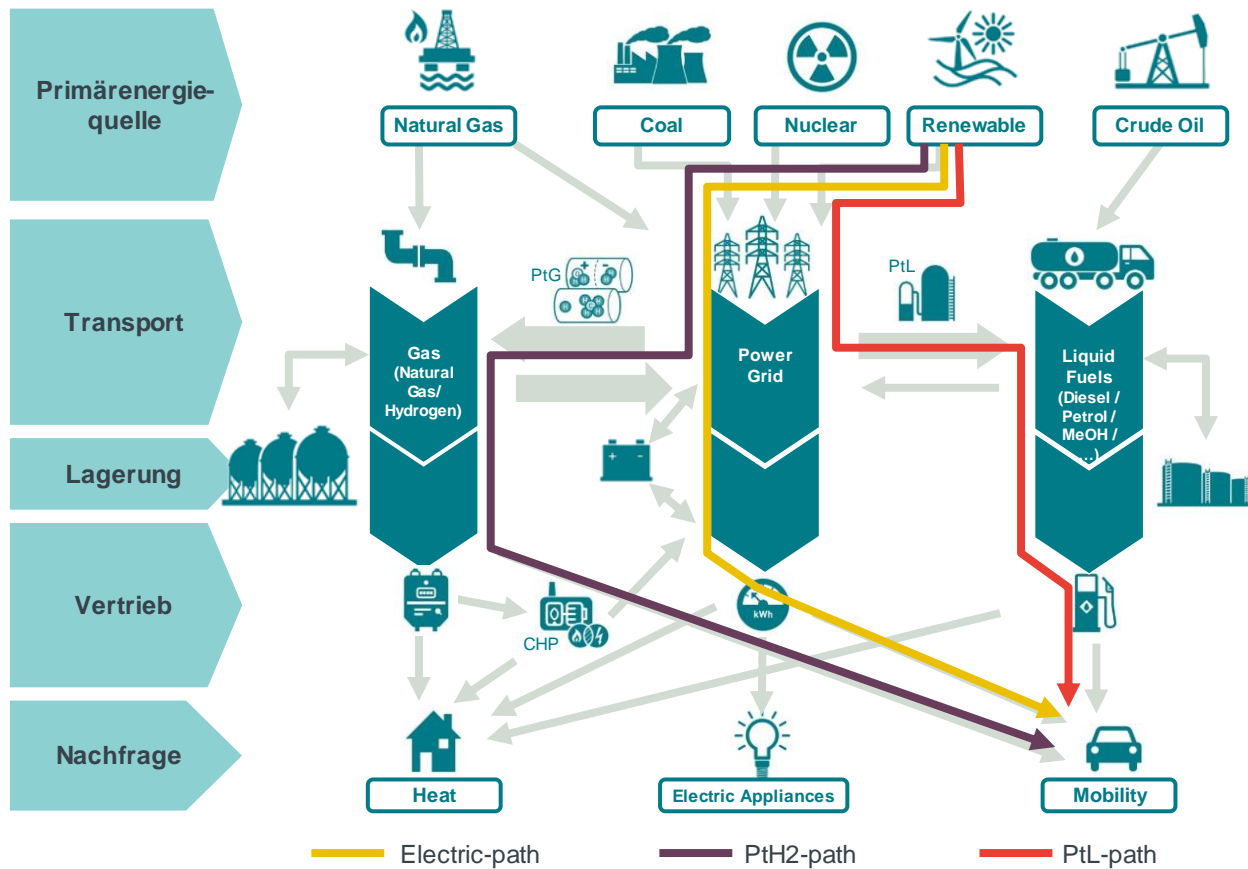 Primärenergie-
quelle
Natural Gas
Coal
Nuclear
Renewable
Crude Oil
Transport
PtG
PtL
Gas
(Natural
Gas/
Hydrogen)
Power
Grid
Liquid
Fuels
(Diesel /
Petrol /
MeOH /
...)
Lagerung
Vertrieb
CHP
kWh
Nachfrage
Heat
Electric Appliances
Mobility
Electric-path
PtH2-path
PtL-path